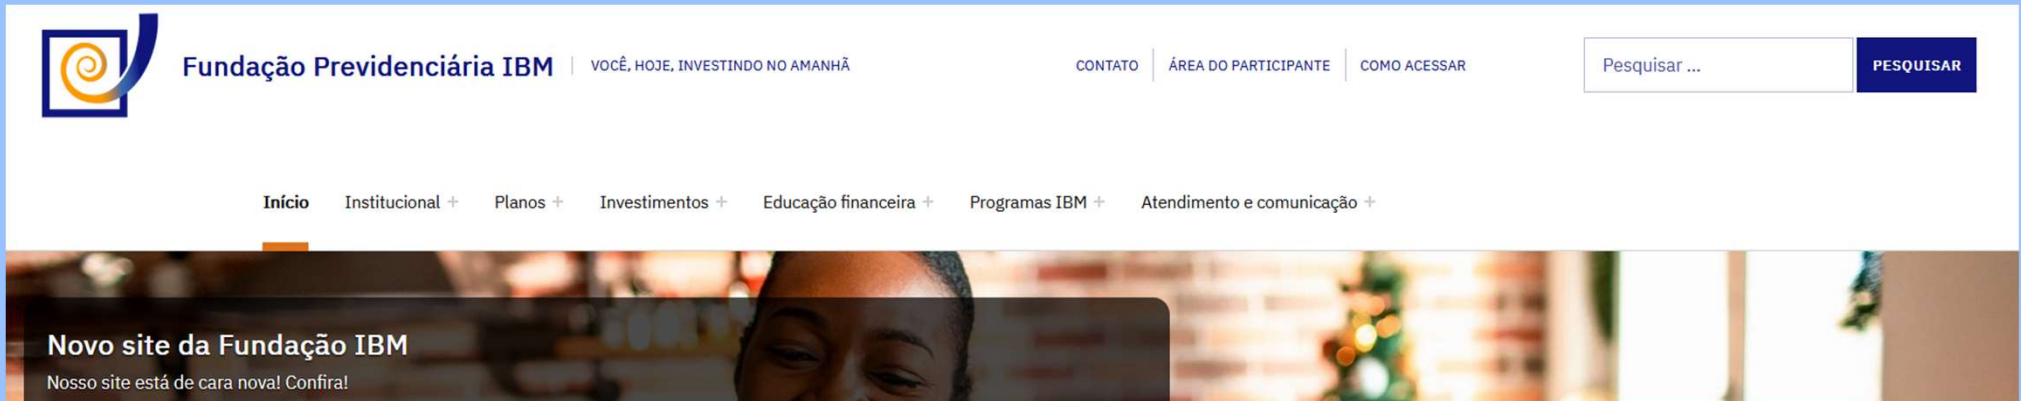 Fundação Previdenciária IBM | VOCÊ, HOJE, INVESTINDO NO AMANHÃ
CONTATO | ÁREA DO PARTICIPANTE | COMO ACESSAR
Pesquisar ...
PESQUISAR
Início Institucional + Planos + Investimentos + Educação financeira + Programas IBM + Atendimento e comunicação +
Novo site da Fundação IBM
Nosso site está de cara nova! Confira!